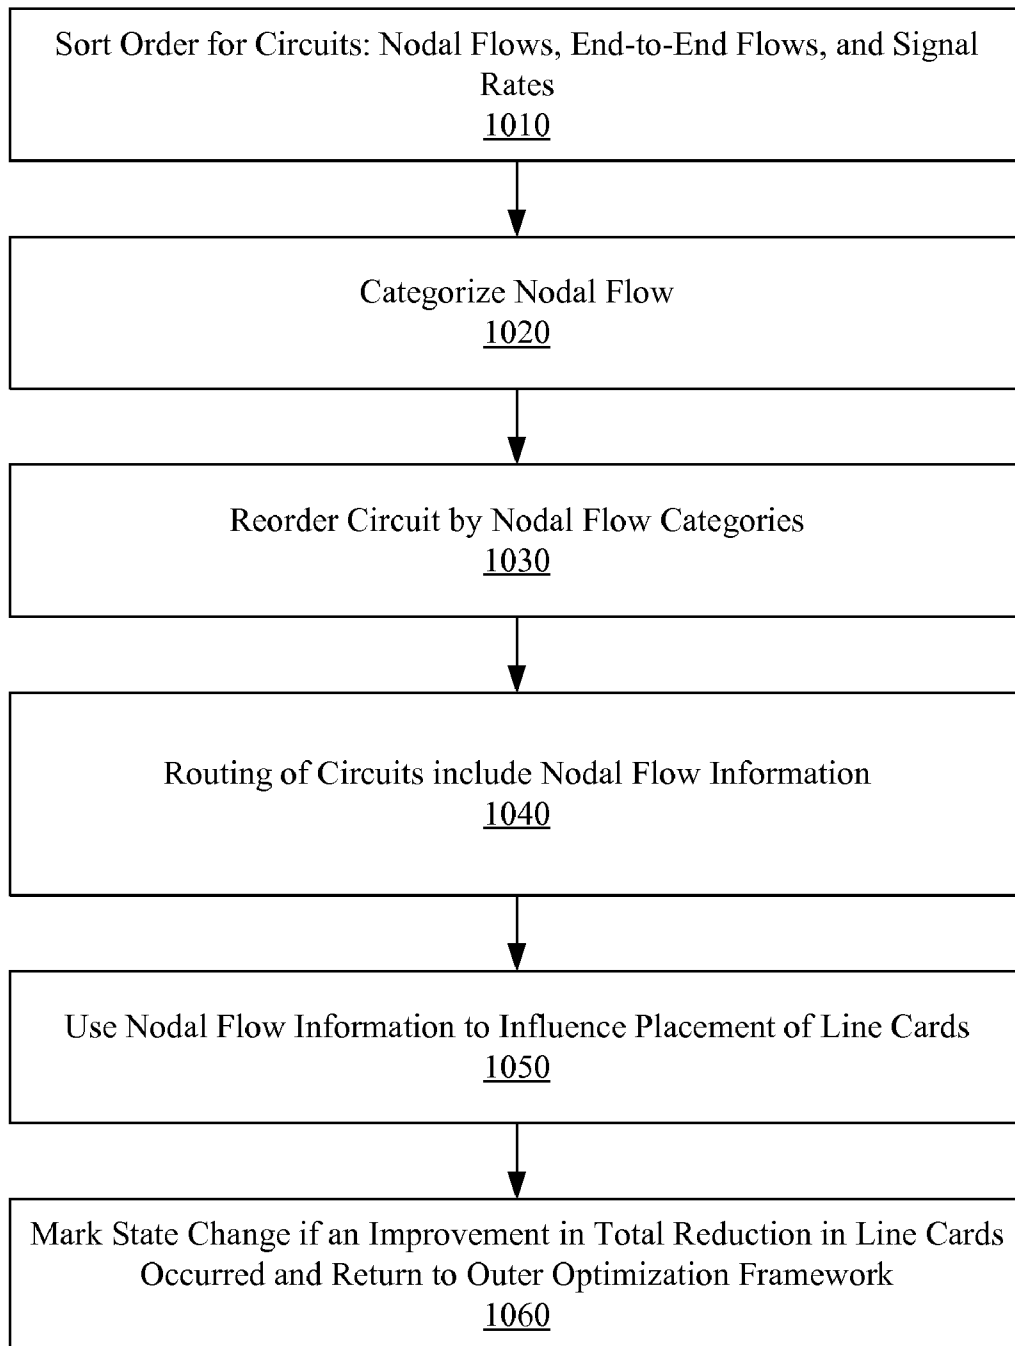 Sort Order for Circuits: Nodal Flows, End-to-End Flows, and Signal
Rates
1010
Categorize Nodal Flow
1020
Reorder Circuit by Nodal Flow Categories
1030
Routing of Circuits include Nodal Flow Information
1040
Use Nodal Flow Information to Influence Placement of Line Cards
1050
Mark State Change if an Improvement in Total Reduction in Line Cards
Occurred and Return to Outer Optimization Framework
1060